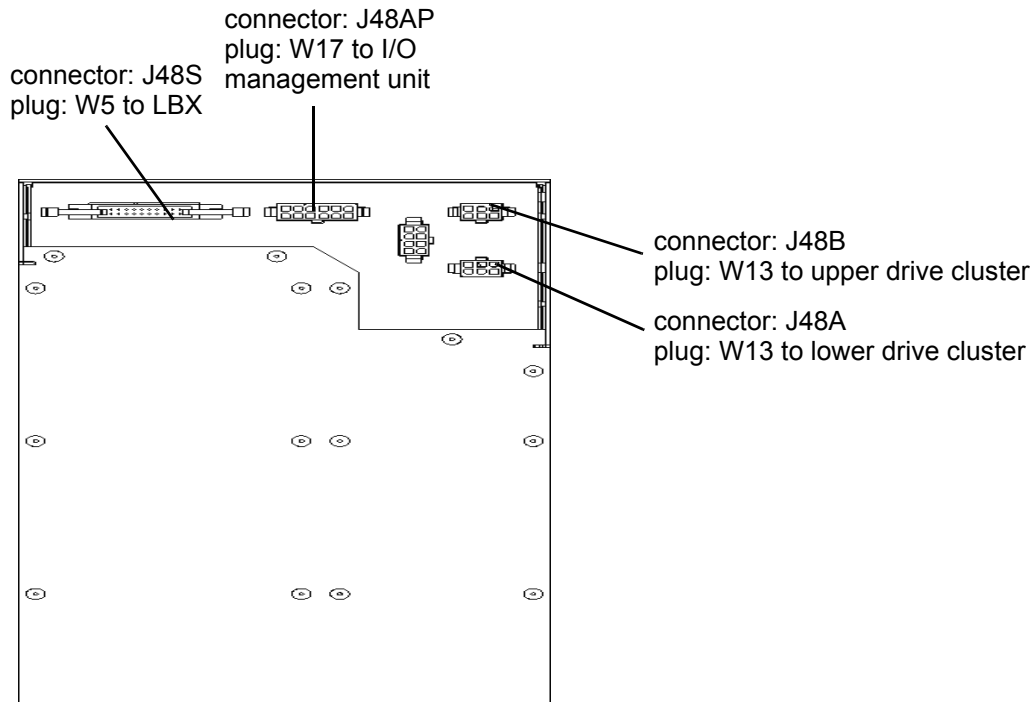 connector: J48AP
plug: W17 to I/O
management unit
connector: J48S
plug: W5 to LBX
connector: J48B
plug: W13 to upper drive cluster
connector: J48A
plug: W13 to lower drive cluster